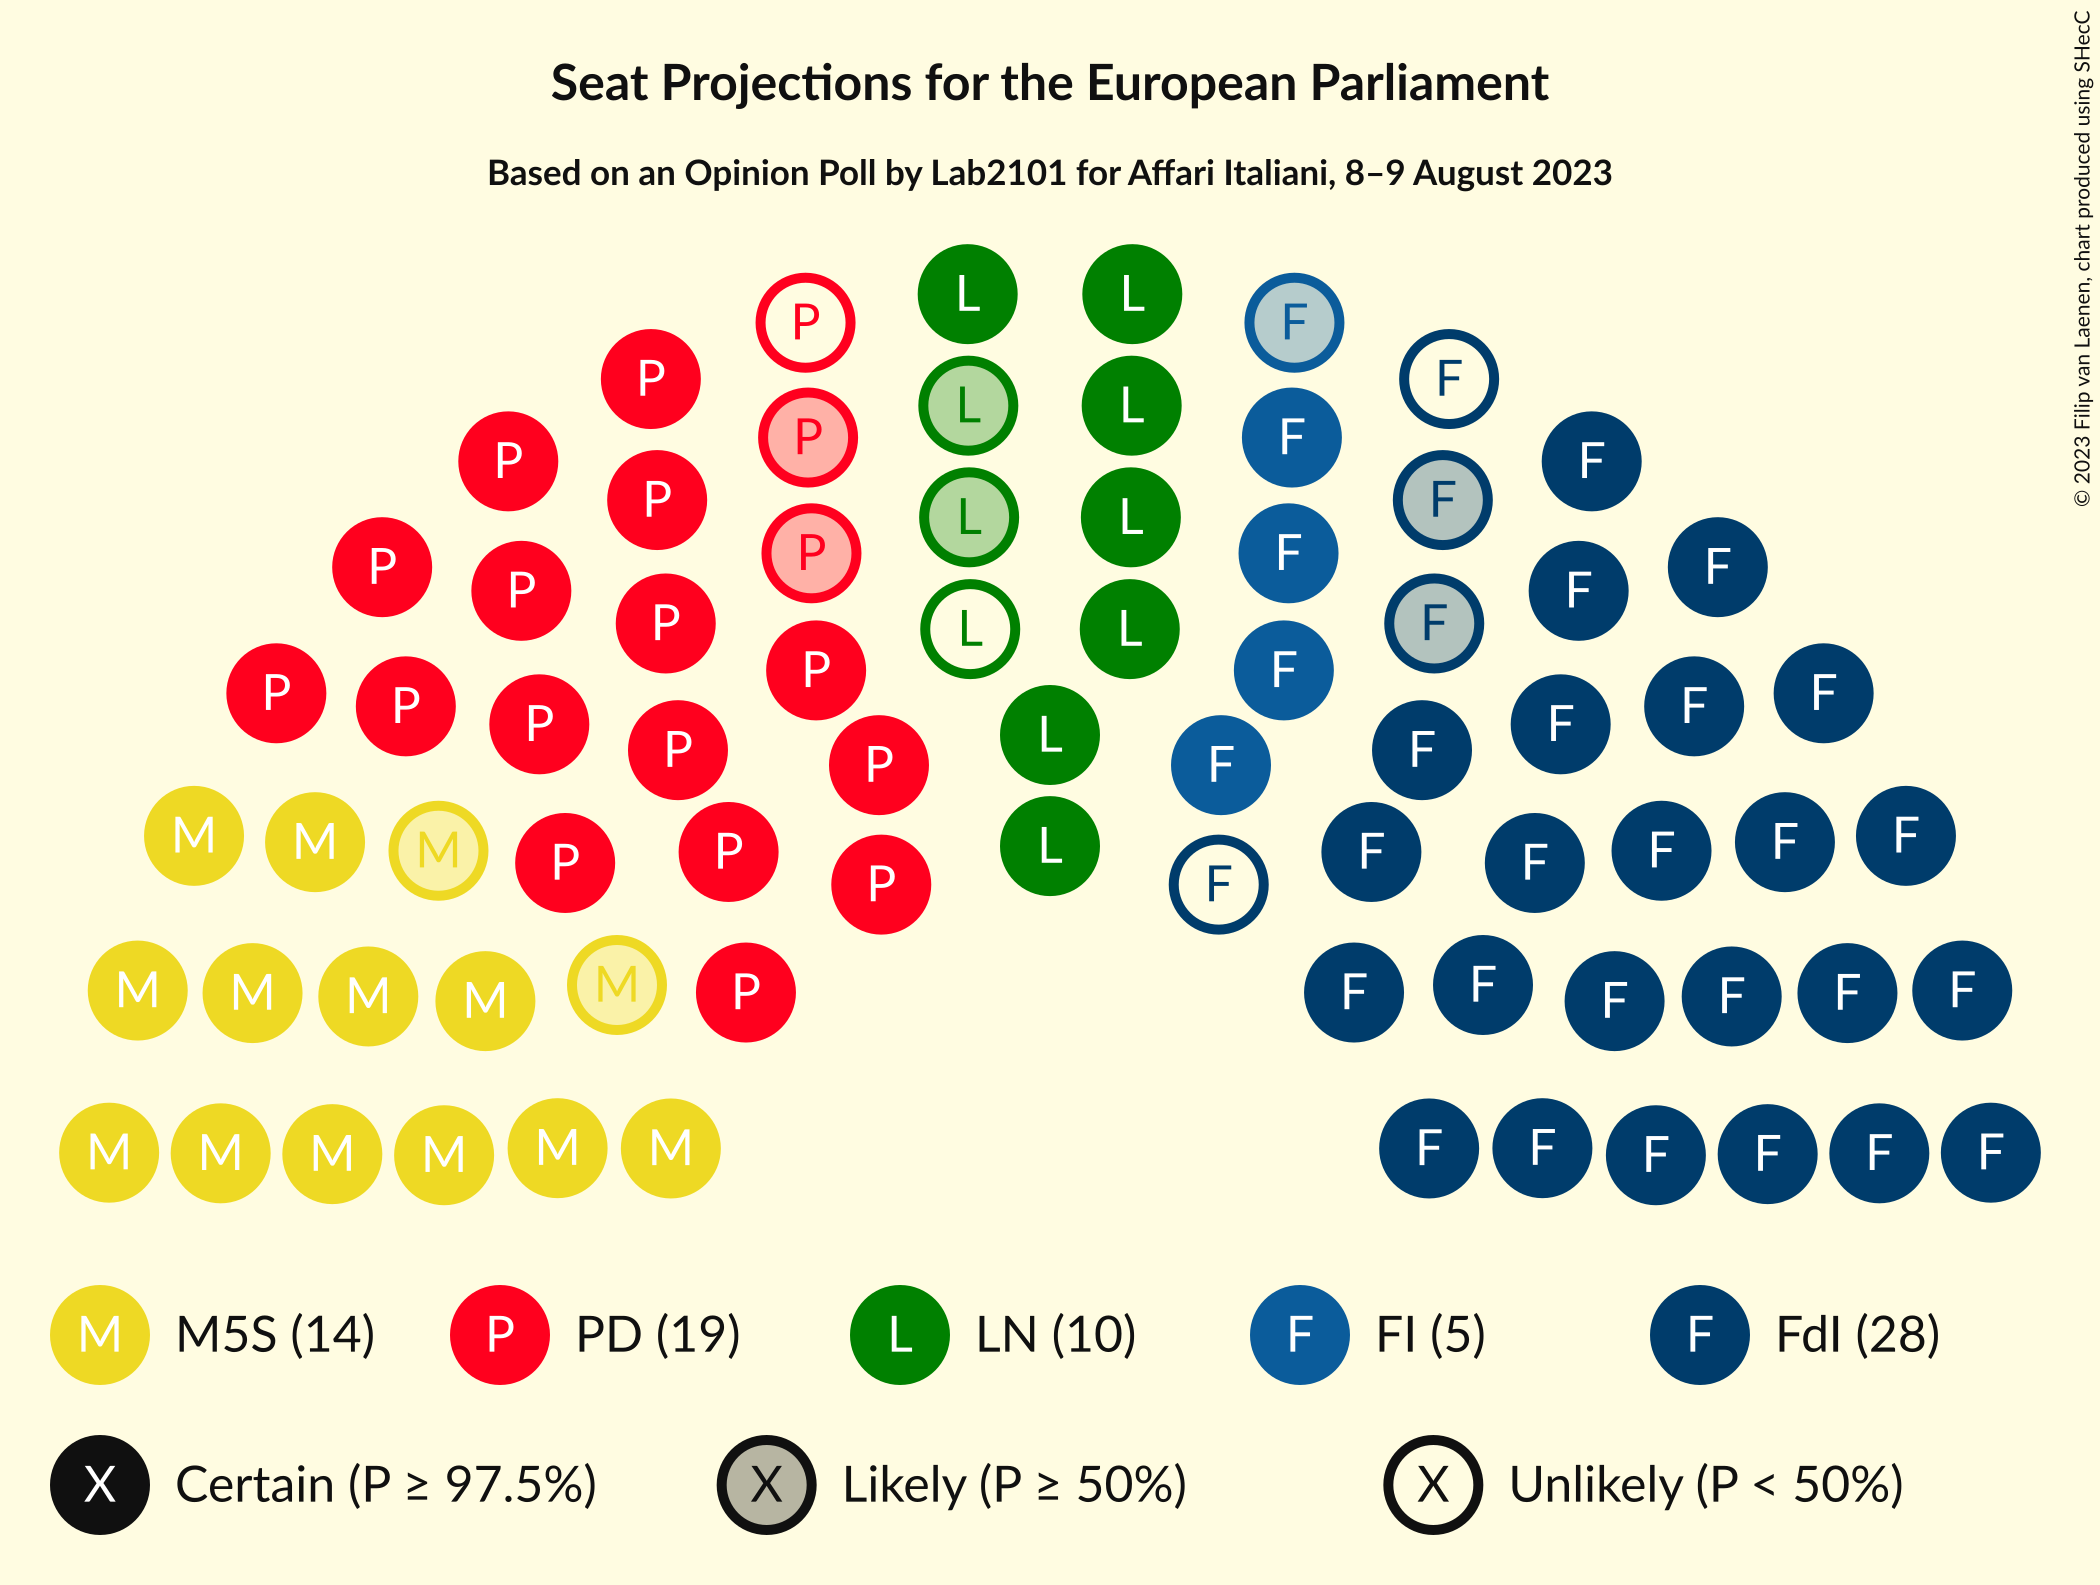 Seat Projections for the European Parliament
Based on an Opinion Poll by Lab2101 for Affari Italiani, 8–9 August 2023
© 2023 Filip van Laenen, chart produced using SHecC
L L
P F
P F
L L
P F
P F
P F
L L
P F
P F
P F
P F
P F
L L
P F
P F
P F
P F
P F
L
P F
P F
M F
M F
L
M F
P F
P F
P F
M M F F
M M F F
M M F F
P F
M M M M M M F F F F F F
M M5S (14) P PD (19) L LN (10) F FI (5) F FdI (28)
X Certain (P ≥ 97.5%) X Likely (P ≥ 50%) X Unlikely (P < 50%)